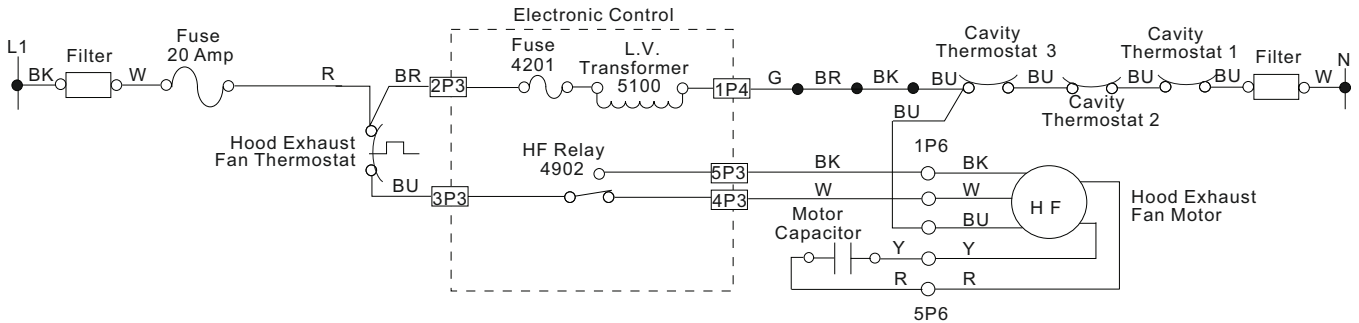 Electronic Control
L1
Filter
Fuse
20 Amp
BK
W
R
BR
2P3
Fuse
4201
L.V.
Transformer
5100
1P4
G
BR
BK
BU
Cavity
Thermostat 3
BU
Cavity
Thermostat 2
BU
Cavity
Thermostat 1
BU
Filter
W
N
BU
Hood Exhaust
Fan Thermostat
BU
3P3
HF Relay
4902
5P3
4P3
BK
W
1P6
BK
W
BU
H F
Hood Exhaust
Fan Motor
Motor
Capacitor
Y
Y
R
R
5P6